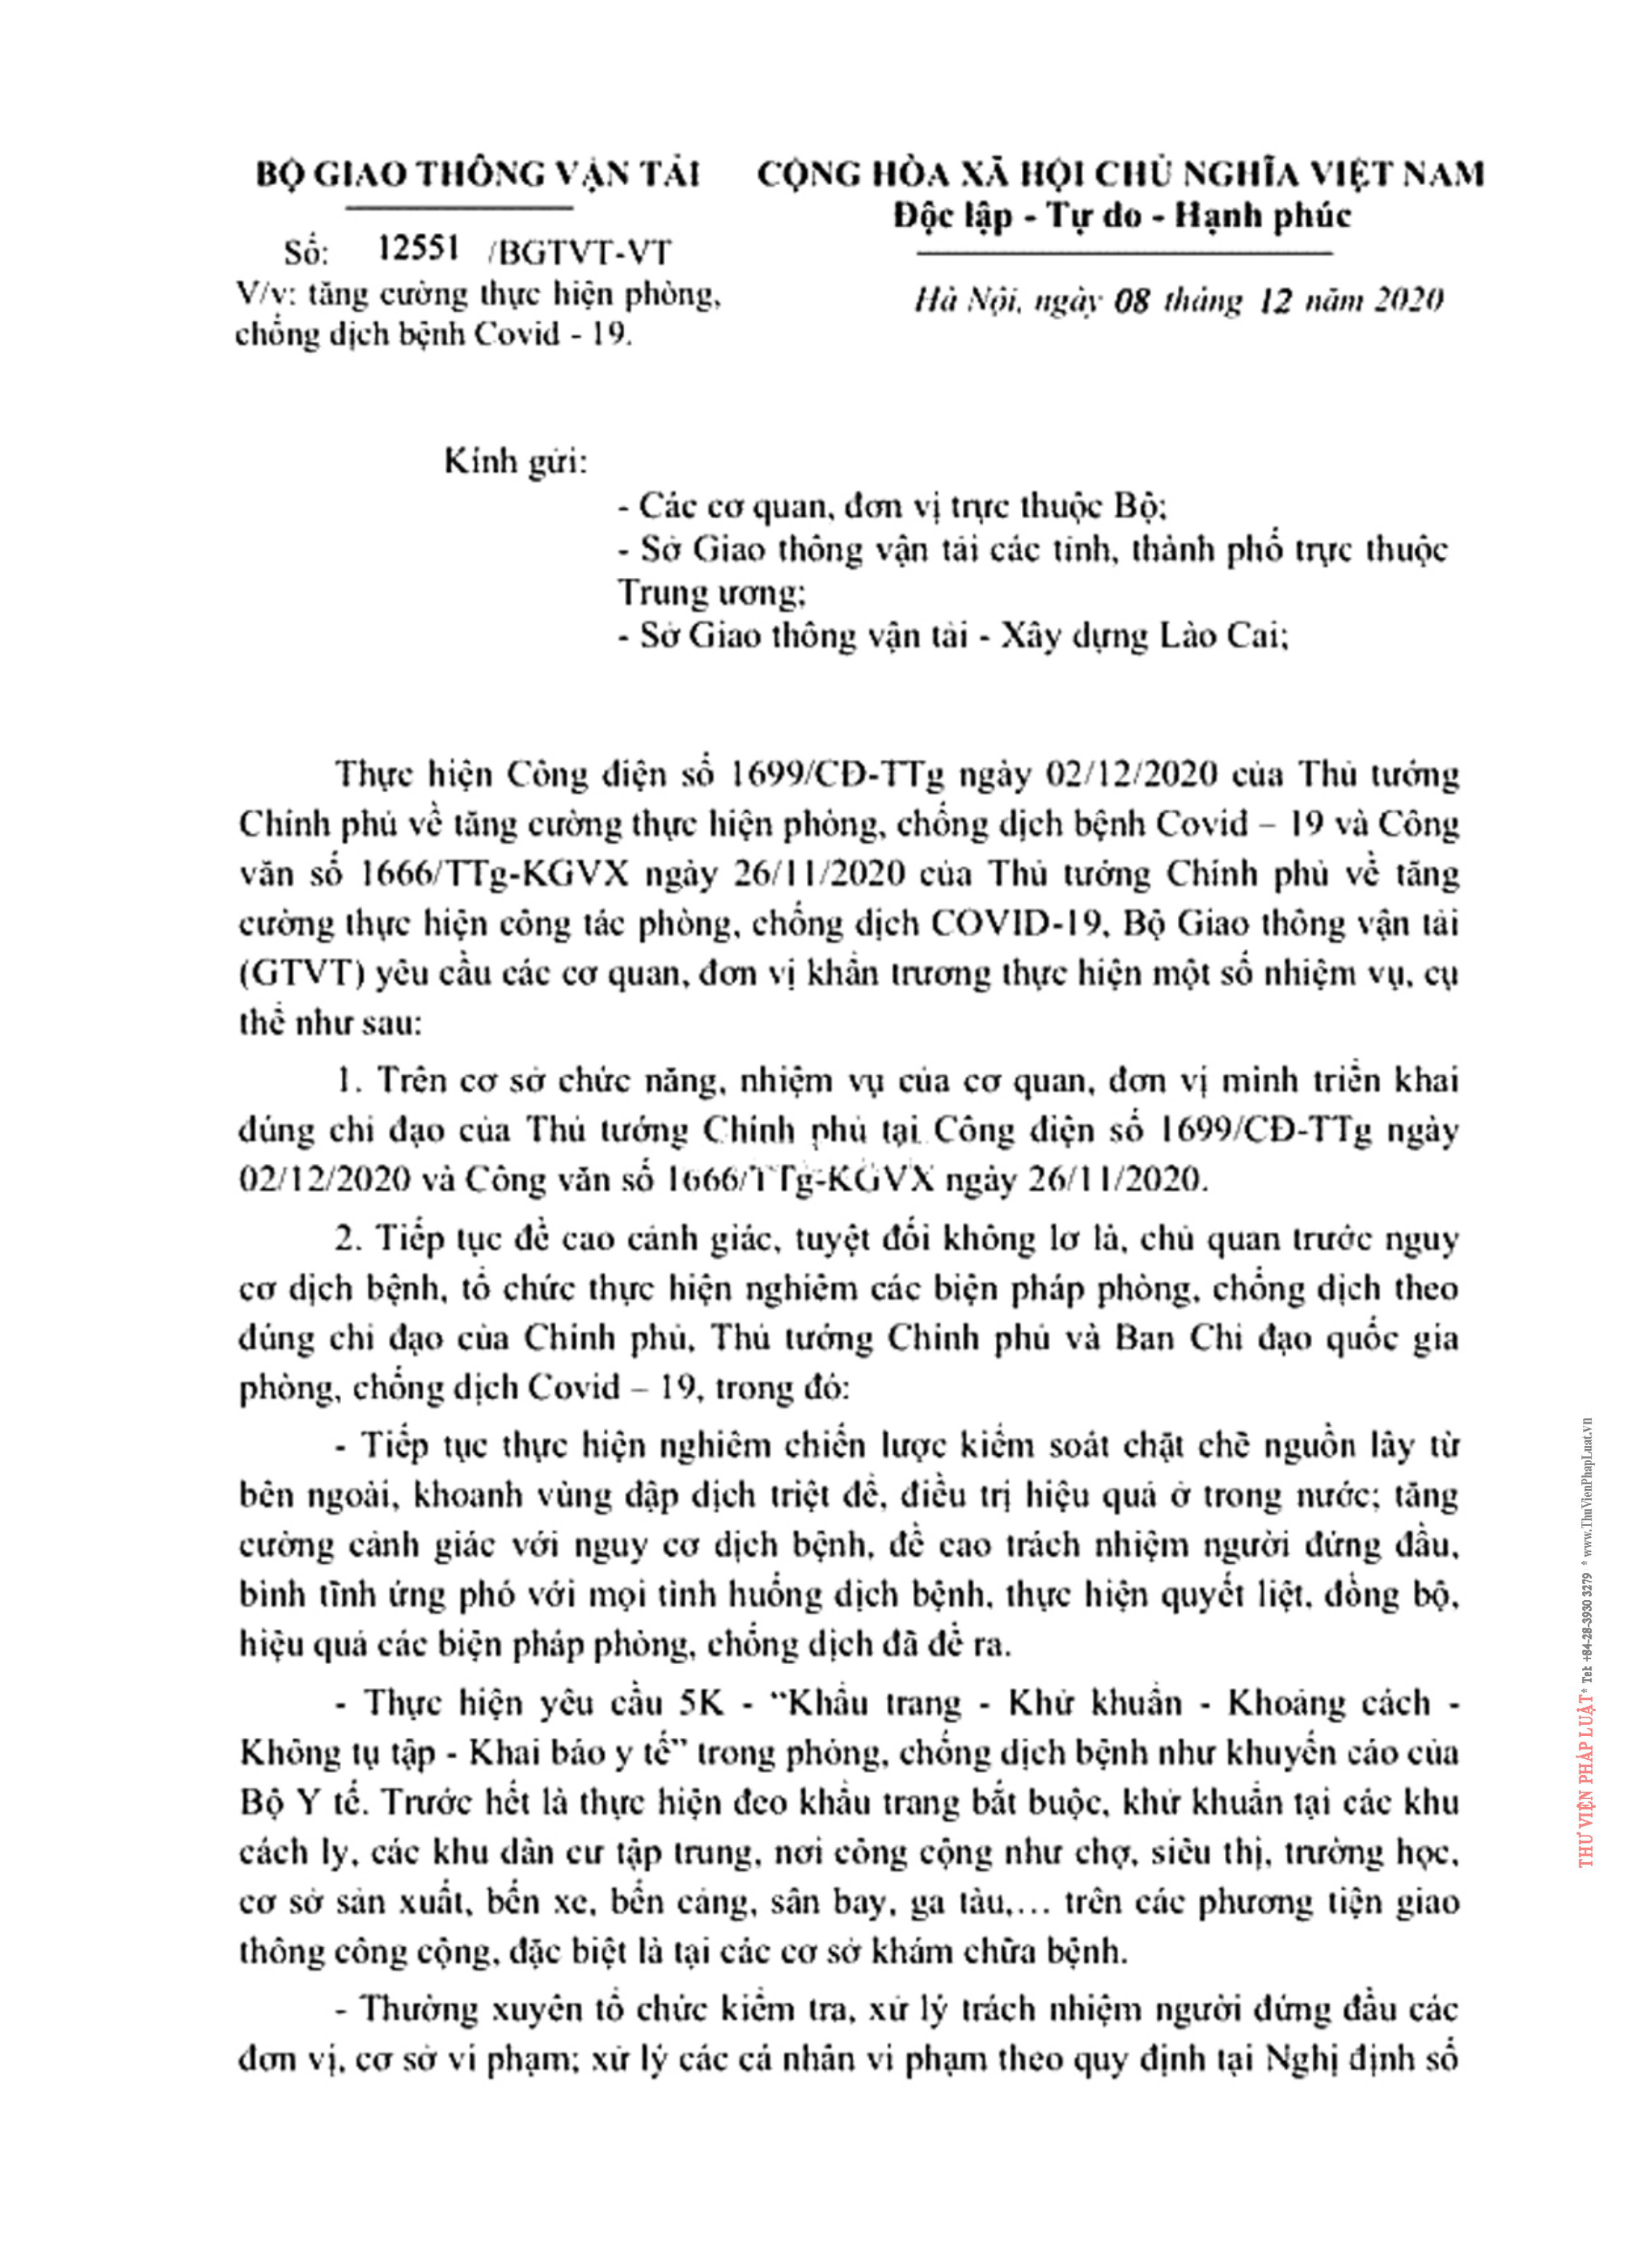 BỘ GIAO THÔNG VẬN TẢI
CỘNG HÒA XÃ HỘI CHỦ NGHĨA VIỆT NAM
Độc lập - Tự do - Hạnh phúc
Số: 12551 /BGTVT-VT
V/v: tăng cường thực hiện phòng,
chống dịch bệnh Covid - 19.
Hà Nội, ngày 08 tháng 12 năm 2020
Kính gửi:
- Các cơ quan, đơn vị trực thuộc Bộ;
- Sở Giao thông vận tải các tỉnh, thành phố trực thuộc
Trung ương;
- Sở Giao thông vận tải - Xây dựng Lào Cai;
Thực hiện Công điện số 1699/CĐ-TTg ngày 02/12/2020 của Thủ tướng
Chính phủ về tăng cường thực hiện phòng, chống dịch bệnh Covid – 19 và Công
văn số 1666/TTg-KGVX ngày 26/11/2020 của Thủ tướng Chính phủ về tăng
cường thực hiện công tác phòng, chống dịch COVID-19, Bộ Giao thông vận tải
(GTVT) yêu cầu các cơ quan, đơn vị khẩn trương thực hiện một số nhiệm vụ, cụ
thể như sau:
1. Trên cơ sở chức năng, nhiệm vụ của cơ quan, đơn vị mình triển khai
đúng chỉ đạo của Thủ tướng Chính phủ tại Công điện số 1699/CĐ-TTg ngày
02/12/2020 và Công văn số 1666/TTg-KGVX ngày 26/11/2020.
2. Tiếp tục đề cao cảnh giác, tuyệt đối không lơ là, chủ quan trước nguy
cơ dịch bệnh, tổ chức thực hiện nghiêm các biện pháp phòng, chống dịch theo
đúng chỉ đạo của Chính phủ, Thủ tướng Chính phủ và Ban Chỉ đạo quốc gia
phòng, chống dịch Covid – 19, trong đó:
- Tiếp tục thực hiện nghiêm chiến lược kiểm soát chặt chẽ nguồn lây từ
bên ngoài, khoanh vùng dập dịch triệt để, điều trị hiệu quả ở trong nước; tăng
cường cảnh giác với nguy cơ dịch bệnh, đề cao trách nhiệm người đứng đầu,
bình tĩnh ứng phó với mọi tình huống dịch bệnh, thực hiện quyết liệt, đồng bộ,
hiệu quả các biện pháp phòng, chống dịch đã đề ra.
- Thực hiện yêu cầu 5K - “Khẩu trang - Khử khuẩn - Khoảng cách -
Không tụ tập - Khai báo y tế” trong phòng, chống dịch bệnh như khuyến cáo của
Bộ Y tế. Trước hết là thực hiện đeo khẩu trang bắt buộc, khử khuẩn tại các khu
cách ly, các khu dân cư tập trung, nơi công cộng như chợ, siêu thị, trường học,
cơ sở sản xuất, bến xe, bến cảng, sân bay, ga tàu,... trên các phương tiện giao
thông công cộng, đặc biệt là tại các cơ sở khám chữa bệnh.
- Thường xuyên tổ chức kiểm tra, xử lý trách nhiệm người đứng đầu các
đơn vị, cơ sở vi phạm; xử lý các cá nhân vi phạm theo quy định tại Nghị định số
THƯ VIỆN PHÁP LUẬT * Tel: +84-28-3930 3279 * www.ThuVienPhapLuat.vn